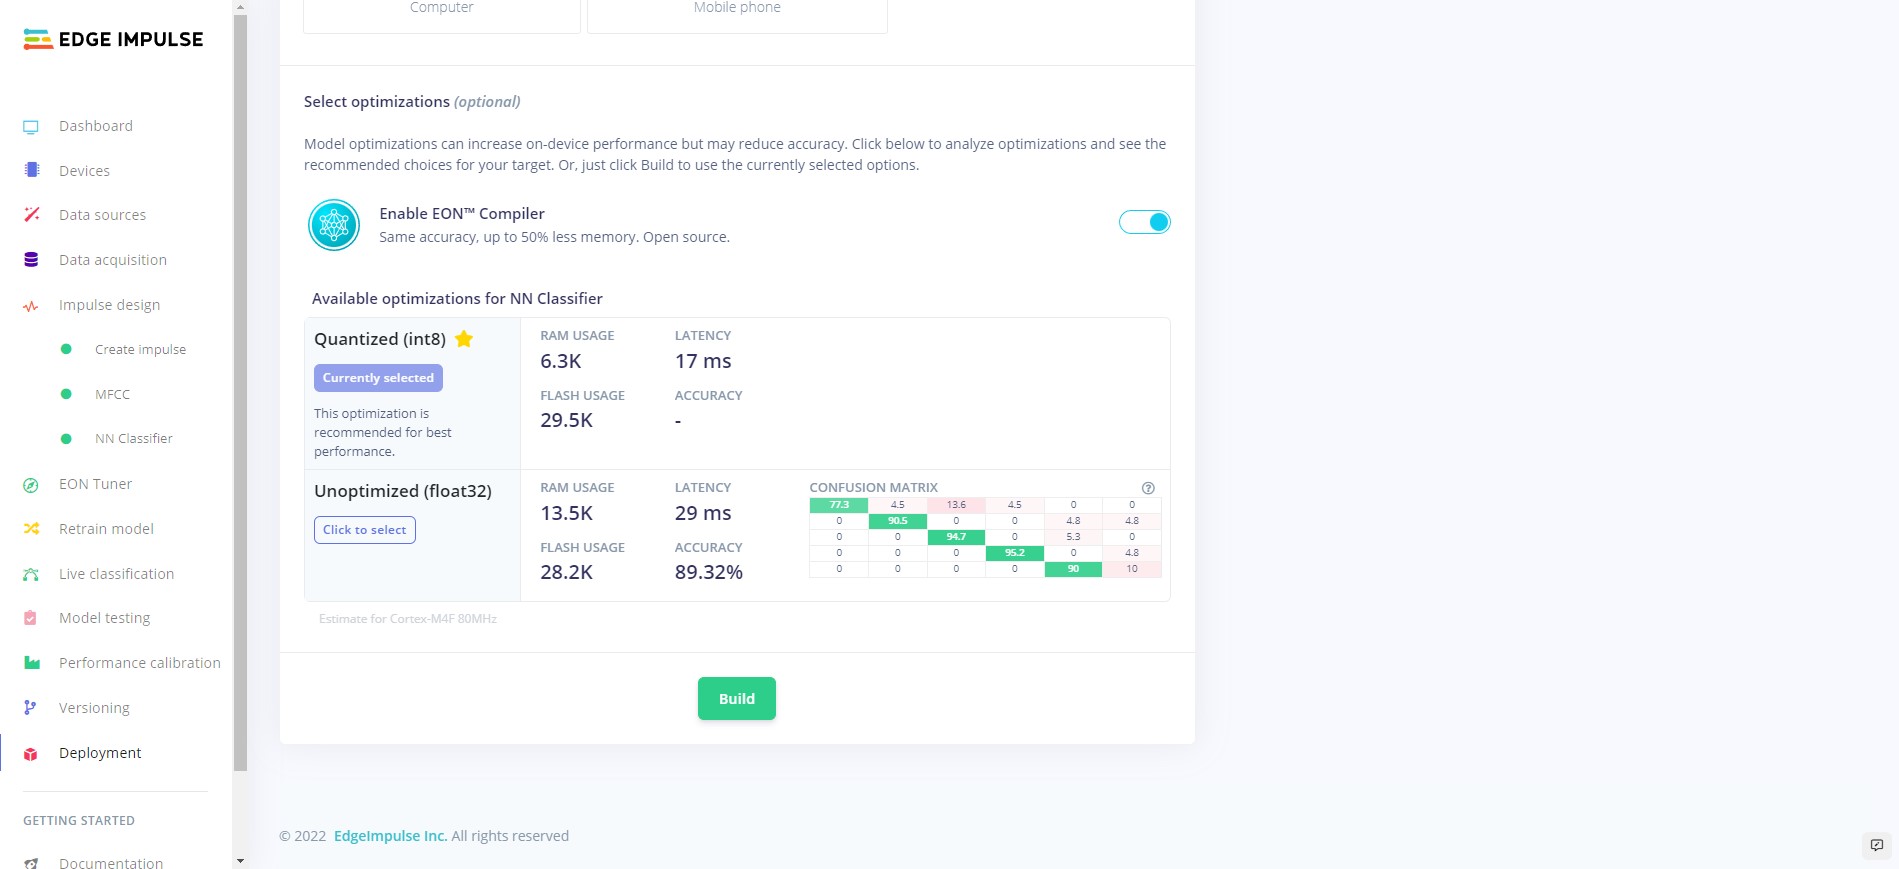 EDGE IMPULSE
Dashboard
Devices
Data sources
Data acquisition
Impulse design
Create impulse
MFCC
NN Classifier
EON Tuner
Retrain model
Live classification
Model testing
Performance calibration
Versioning
Deployment
GETTING STARTED
Documentation
Computer
Mobile phone
Select optimizations (optional)
Model optimizations can increase on-device performance but may reduce accuracy. Click below to analyze optimizations and see the
recommended choices for your target. Or, just click Build to use the currently selected options.
Enable EON™ Compiler
Same accuracy, up to 50% less memory. Open source.
Available optimizations for NN Classifier
Quantized (int8)
Currently selected
This optimization is
recommended for best
performance.
RAM USAGE LATENCY
6.3K 17 ms
FLASH USAGE ACCURACY
29.5K -
Unoptimized (float32)
Click to select
RAM USAGE LATENCY
13.5K 29 ms
FLASH USAGE ACCURACY
28.2K 89.32%
CONFUSION MATRIX
77.3 4.5 13.6 4.5 0 0
0 90.5 0 0 4.8 4.8
0 0 94.7 0 5.3 0
0 0 0 95.2 0 4.8
0 0 0 0 90 10
Estimate for Cortex-M4F 80MHz
Build
© 2022 EdgeImpulse Inc. All rights reserved